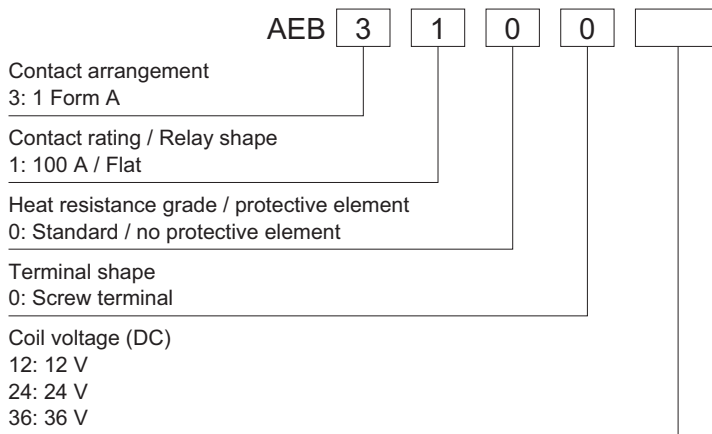 AEB 3 1 0 0
Contact arrangement
3: 1 Form A
Contact rating / Relay shape
1: 100 A / Flat
Heat resistance grade / protective element
0: Standard / no protective element
Terminal shape
0: Screw terminal
Coil voltage (DC)
12: 12 V
24: 24 V
36: 36 V